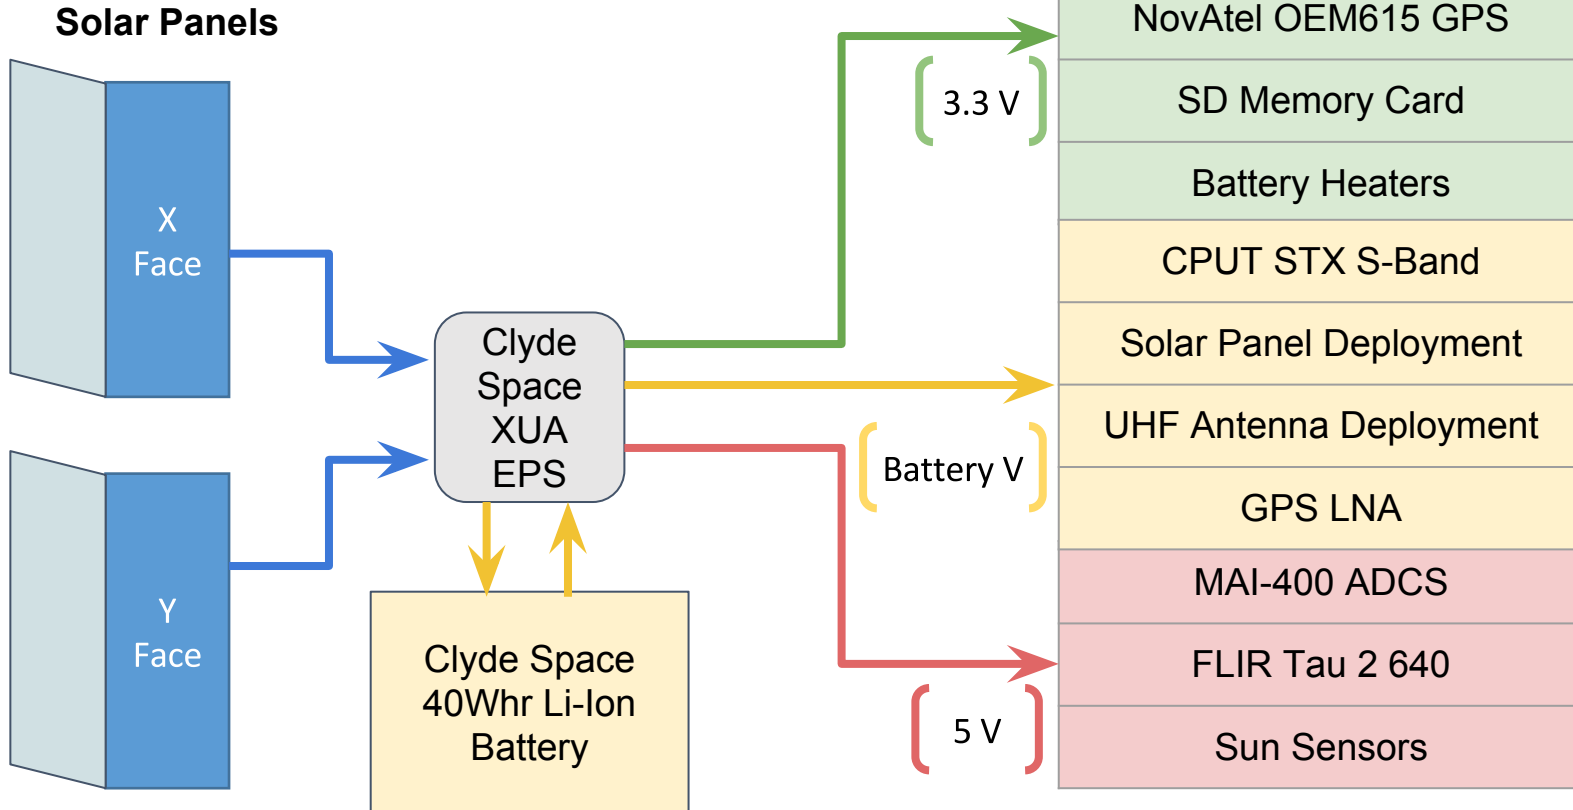 Solar Panels
X
Face
Y
Face
Clyde
Space
XUA
EPS
Clyde Space
40Whr Li-Ion
Battery
3.3 V
Battery V
5 V
NovAtel OEM615 GPS
SD Memory Card
Battery Heaters
CPUT STX S-Band
Solar Panel Deployment
UHF Antenna Deployment
GPS LNA
MAI-400 ADCS
FLIR Tau 2 640
Sun Sensors